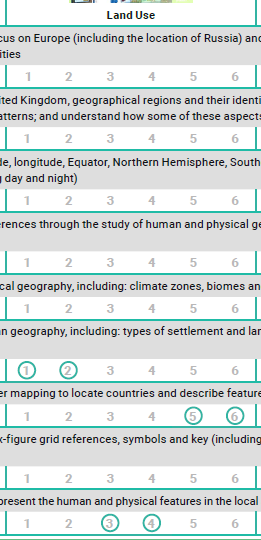 Land Use
cus on Europe (including the location of Russia) and
ities
1 2 3 4 5 6
ited Kingdom, geographical regions and their identi
atterns; and understand how some of these aspects
1 2 3 4 5 6
de, longitude, Equator, Northern Hemisphere, South
g day and night)
1 2 3 4 5 6
erences through the study of human and physical ge
1 2 3 4 5 6
cal geography, including: climate zones, biomes an
1 2 3 4 5 6
an geography, including: types of settlement and lan
1 2 3 4 5 6
er mapping to locate countries and describe feature
1 2 3 4 5 6
x-figure grid references, symbols and key (including
1 2 3 4 5 6
present the human and physical features in the local
1 2 3 4 5 6